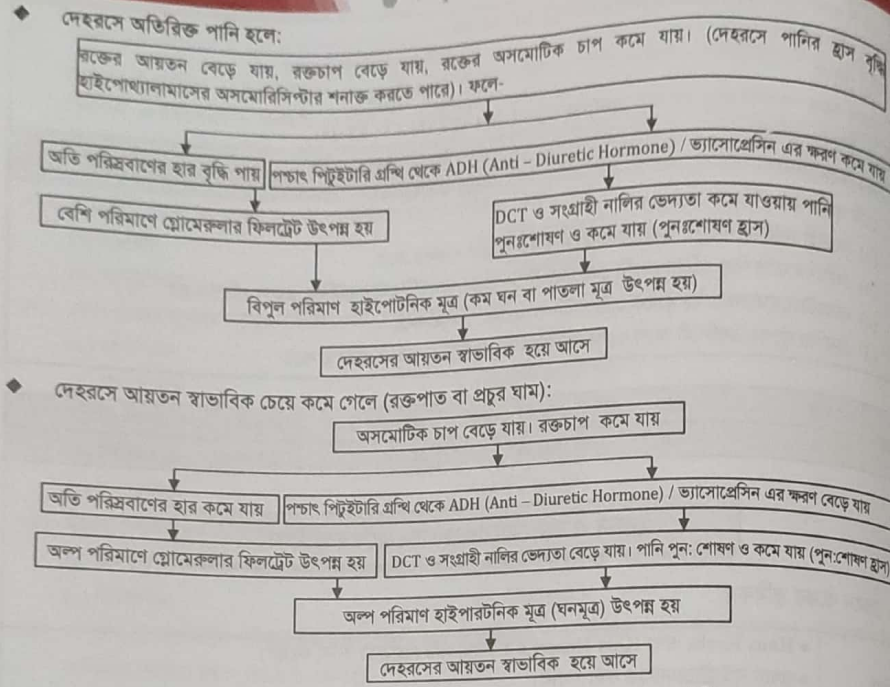 দেহরসে অতিরিক্ত পানি হলে:
রক্তের আয়তন বেড়ে যায়, রক্তচাপ বেড়ে যায়, রক্তের অসমোটিক চাপ কমে যায়। (দেহরসে পানির হ্রাস বৃদ্ধি
হাইপোথ্যালামাসের অসমোরিসিপ্টার শনাক্ত করতে পারে)। ফলে-
অতি পরিস্রবাণের হার বৃদ্ধি পায়
পশ্চাৎ পিটুইটারি গ্রন্থি থেকে ADH (Anti – Diuretic Hormone) / ভ্যাসোপ্রেসিন এর ক্ষরণ কমে যায়
বেশি পরিমাণে গ্লোমেরুলার ফিলট্রেট উৎপন্ন হয়
DCT ও সংগ্রাহী নালির ভেদ্যতা কমে যাওয়ায় পানি
পুনঃশোষণ ও কমে যায় (পুনঃশোষণ হ্রাস)
বিপুল পরিমাণ হাইপোটনিক মূত্র (কম ঘন বা পাতলা মূত্র উৎপন্ন হয়)
দেহরসের আয়তন স্বাভাবিক হয়ে আসে
দেহরসে আয়তন স্বাভাবিক চেয়ে কমে গেলে (রক্তপাত বা প্রচুর ঘাম):
অসমোটিক চাপ বেড়ে যায়। রক্তচাপ কমে যায়
অতি পরিস্রবাণের হার কমে যায়
পশ্চাৎ পিটুইটারি গ্রন্থি থেকে ADH (Anti – Diuretic Hormone) / ভ্যাসোপ্রেসিন এর ক্ষরণ বেড়ে যায়
অল্প পরিমাণে গ্লোমেরুলার ফিলট্রেট উৎপন্ন হয়
DCT ও সংগ্রাহী নালির ভেদ্যতা বেড়ে যায়। পানি পুন: শোষণ ও কমে যায় (পুন:শোষণ হ্রাস)
অল্প পরিমাণ হাইপারটনিক মূত্র (ঘনমূত্র) উৎপন্ন হয়
দেহরসের আয়তন স্বাভাবিক হয়ে আসে